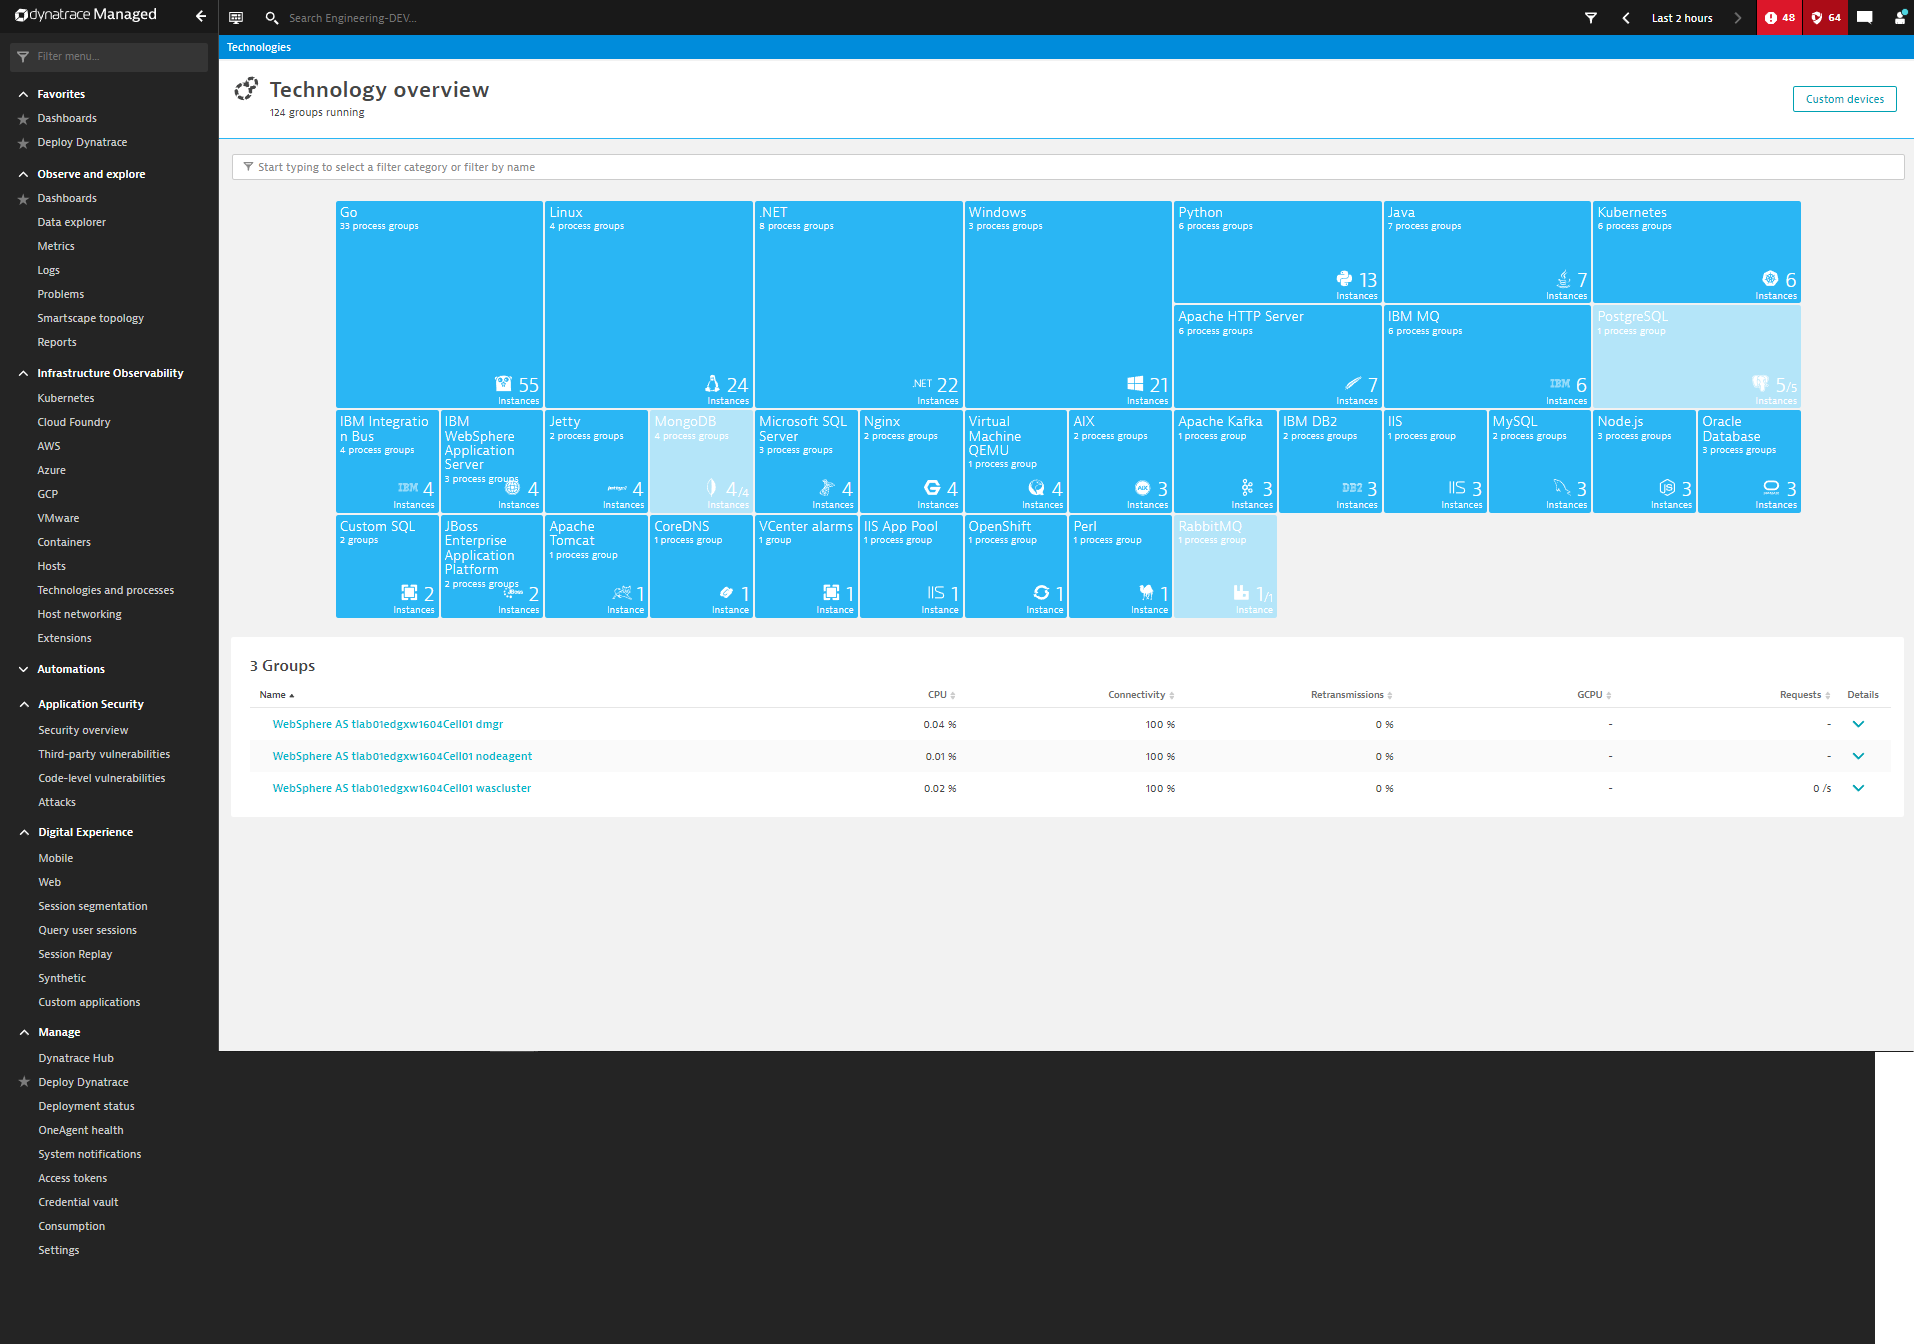 dynatrace Managed
Search Engineering-DEV...
Last 2 hours
48
64
Filter menu...
Favorites
Dashboards
Deploy Dynatrace
Observe and explore
Dashboards
Data explorer
Metrics
Logs
Problems
Smartscape topology
Reports
Infrastructure Observability
Kubernetes
Cloud Foundry
AWS
Azure
GCP
VMware
Containers
Hosts
Technologies and processes
Host networking
Extensions
Automations
Application Security
Security overview
Third-party vulnerabilities
Code-level vulnerabilities
Attacks
Digital Experience
Mobile
Web
Session segmentation
Query user sessions
Session Replay
Synthetic
Custom applications
Manage
Dynatrace Hub
Deploy Dynatrace
Deployment status
OneAgent health
System notifications
Access tokens
Credential vault
Consumption
Settings
Technologies
Technology overview
124 groups running
Custom devices
Start typing to select a filter category or filter by name
Go
33 process groups
55
Instances
Linux
4 process groups
24
Instances
.NET
8 process groups
.NET 22
Instances
Windows
3 process groups
21
Instances
Python
6 process groups
13
Instances
Java
7 process groups
7
Instances
Kubernetes
6 process groups
6
Instances
Apache HTTP Server
6 process groups
7
Instances
IBM MQ
6 process groups
IBM 6
Instances
PostgreSQL
1 process group
5/5
Instances
IBM Integratio
n Bus
4 process groups
IBM 4
Instances
IBM
WebSphere
Application
Server
3 process groups
4
Instances
Jetty
2 process groups
4
Instances
MongoDB
4 process groups
4/4
Instances
Microsoft SQL
Server
3 process groups
4
Instances
Nginx
2 process groups
4
Instances
Virtual
Machine
QEMU
1 process group
4
Instances
AIX
2 process groups
AIX 3
Instances
Apache Kafka
1 process group
3
Instances
IBM DB2
2 process groups
DB2 3
Instances
IIS
1 process group
IIS 3
Instances
MySQL
2 process groups
3
Instances
Node.js
3 process groups
3
Instances
Oracle
Database
3 process groups
3
Instances
Custom SQL
2 groups
2
Instances
JBoss
Enterprise
Application
Platform
2 process groups
JBoss 2
Instances
Apache
Tomcat
1 process group
1
Instance
CoreDNS
1 process group
1
Instance
VCenter alarms
1 group
1
Instance
IIS App Pool
1 process group
IIS 1
Instance
OpenShift
1 process group
1
Instance
Perl
1 process group
1
Instance
RabbitMQ
1 process group
1/1
Instance
3 Groups
Name CPU Connectivity Retransmissions GCPU Requests Details
WebSphere AS tlab01edgxw1604Cell01 dmgr 0.04 % 100 % 0 % - -
WebSphere AS tlab01edgxw1604Cell01 nodeagent 0.01 % 100 % 0 % - -
WebSphere AS tlab01edgxw1604Cell01 wascluster 0.02 % 100 % 0 % - 0 /s